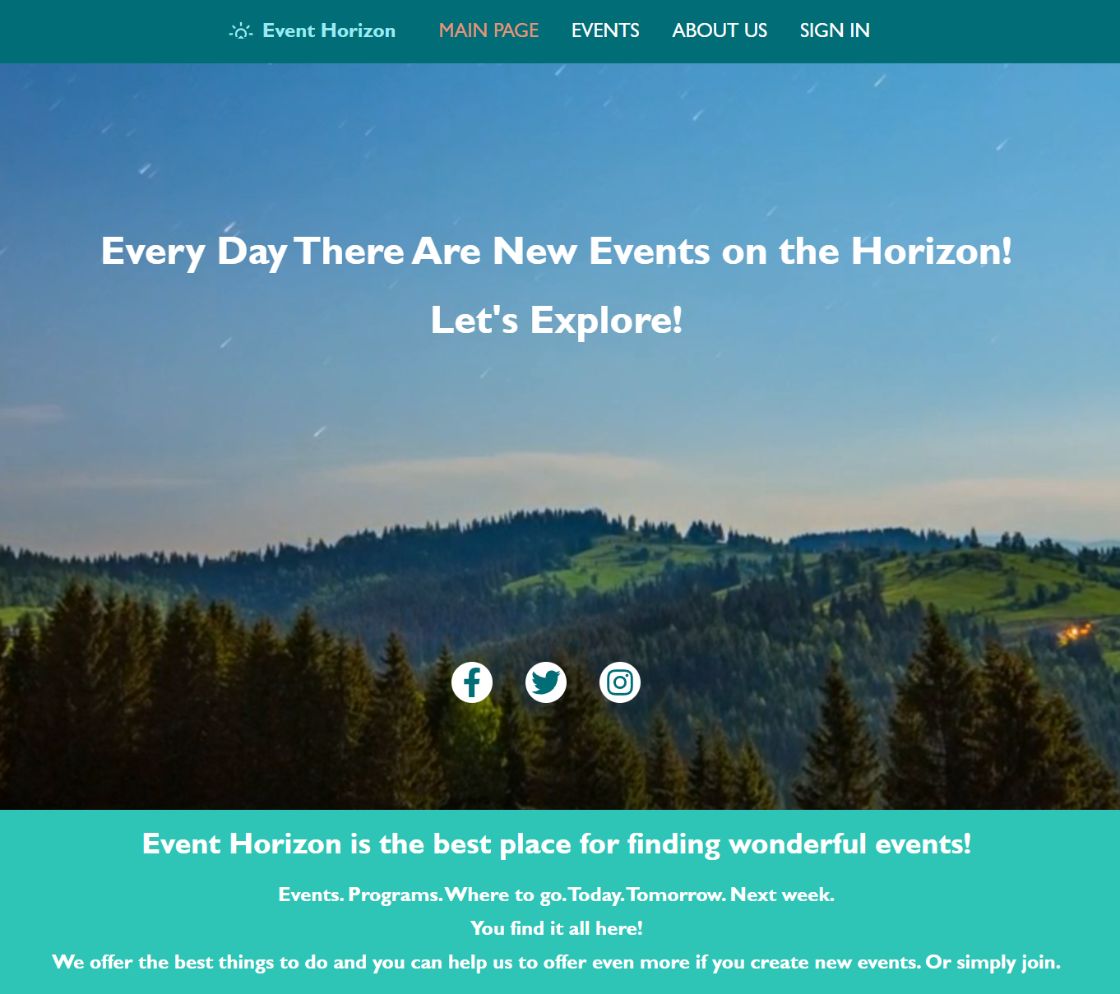 Event Horizon MAIN PAGE EVENTS ABOUT US SIGN IN
Every Day There Are New Events on the Horizon!
Let's Explore!
Event Horizon is the best place for finding wonderful events!
Events. Programs. Where to go. Today. Tomorrow. Next week.
You find it all here!
We offer the best things to do and you can help us to offer even more if you create new events. Or simply join.